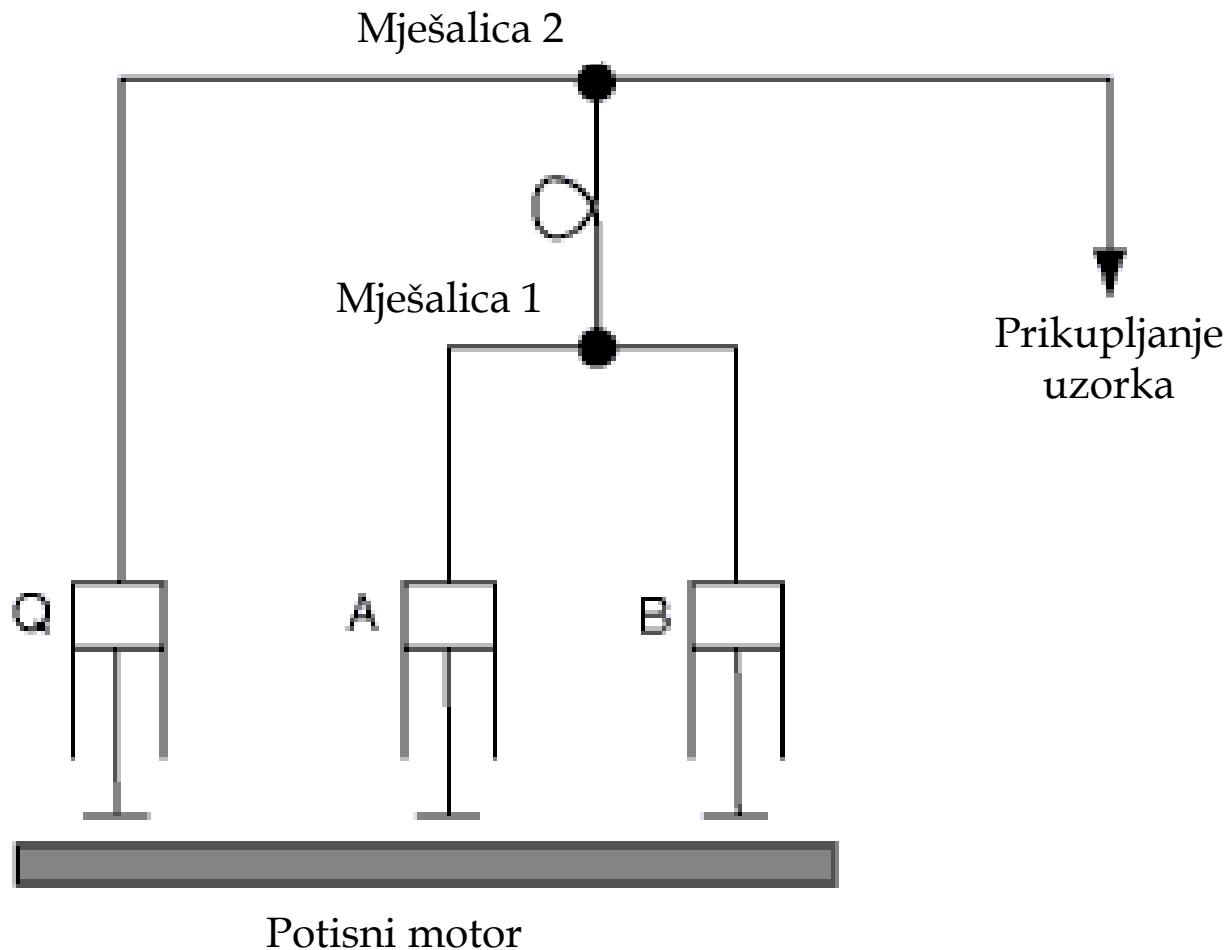 Mješalica 2
Mješalica 1
Prikupljanje
uzorka
Q
A
B
Potisni motor